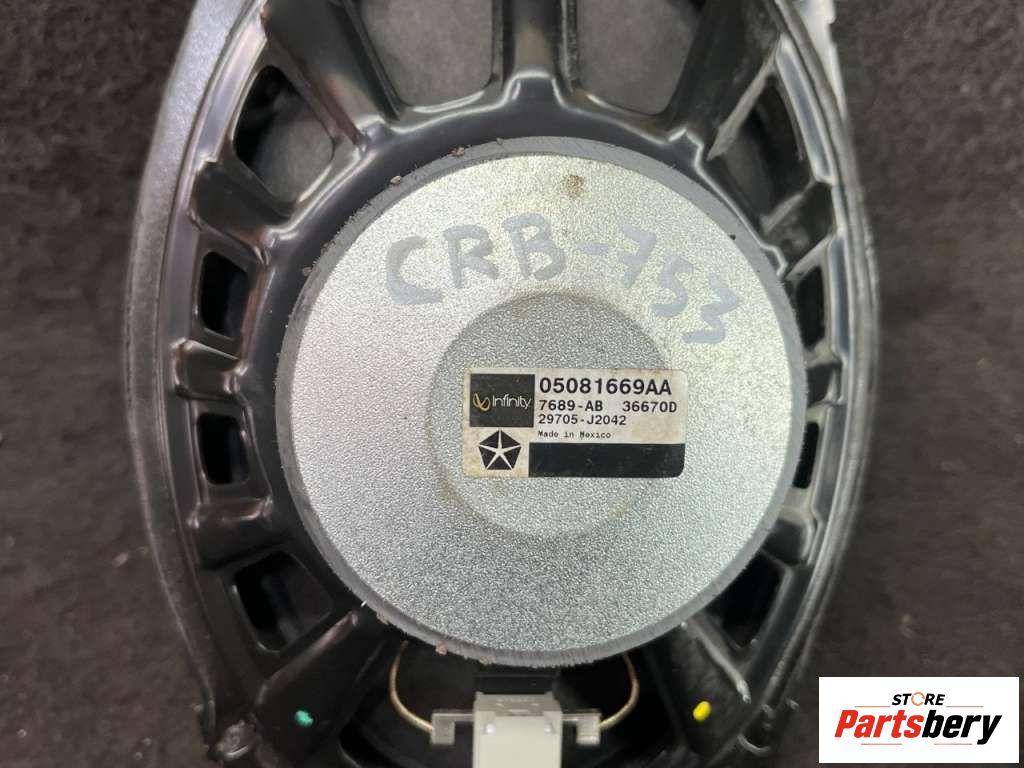 CRB-753
Infinity
05081669AA
7689-AB 36670D
29705-J2042
Made in Mexico
STORE
Partsbery